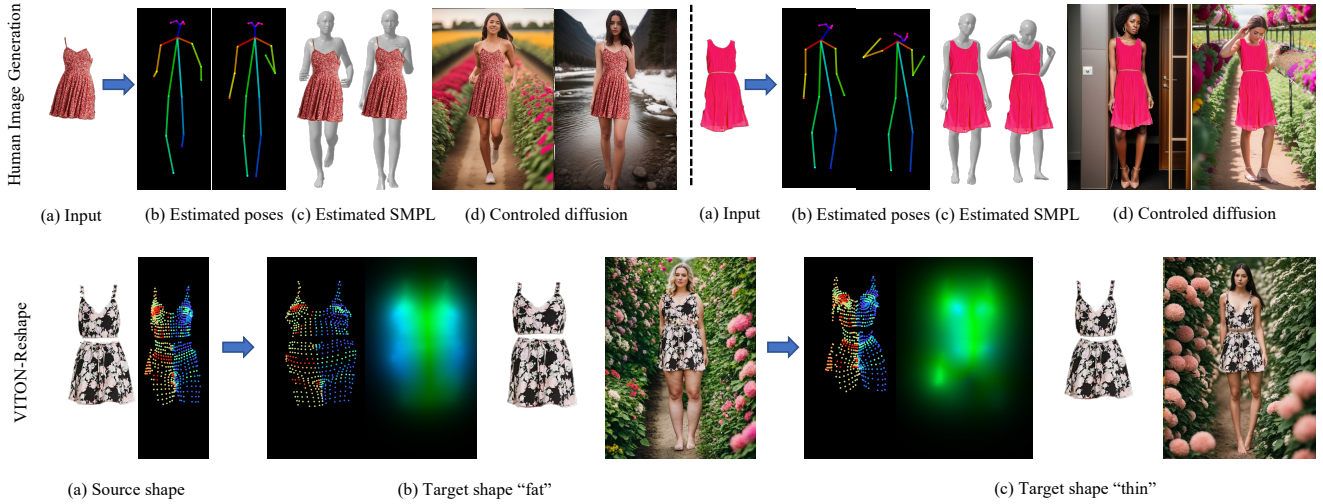 Human Image Generation
(a) Input
(b) Estimated poses
(c) Estimated SMPL
(d) Controled diffusion
(a) Input
(b) Estimated poses
(c) Estimated SMPL
(d) Controled diffusion
VITON-Reshape
(a) Source shape
(b) Target shape “fat”
(c) Target shape “thin”